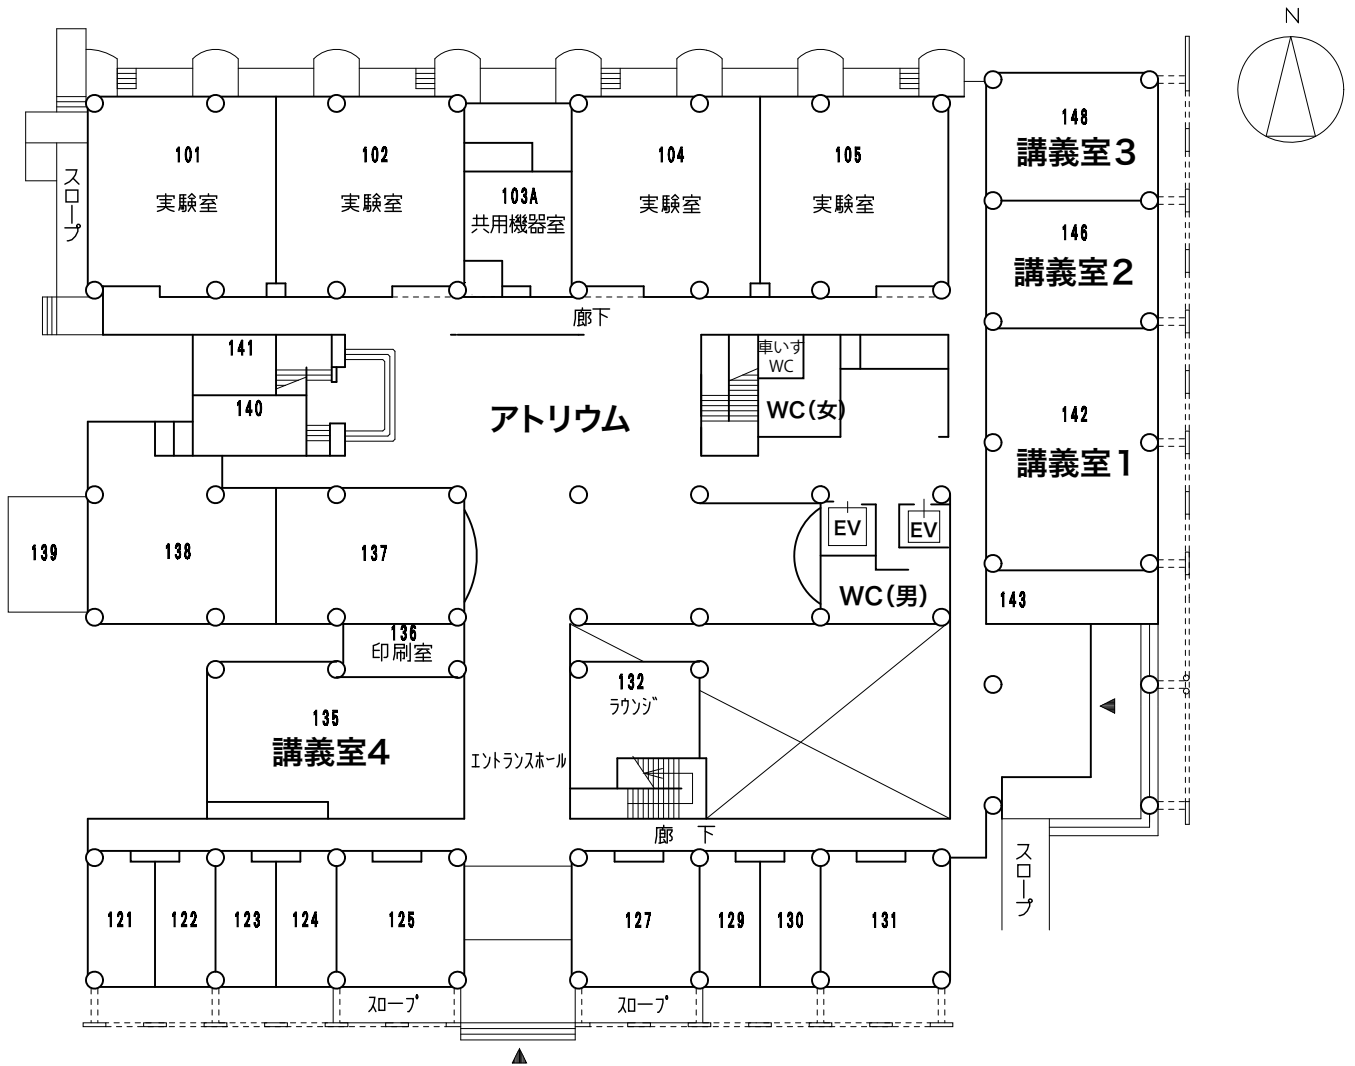 N
101
実験室
102
実験室
103A
共用機器室
104
実験室
105
実験室
148
講義室3
146
講義室2
142
講義室1
143
スロープ
廊下
141
140
アトリウム
車いす
WC
WC(女)
139
138
137
EV
EV
WC(男)
136
印刷室
135
講義室4
エントランスホール
132
ラウンジ
廊 下
121
122
123
124
125
127
129
130
131
スロープ
スロープ
スロープ